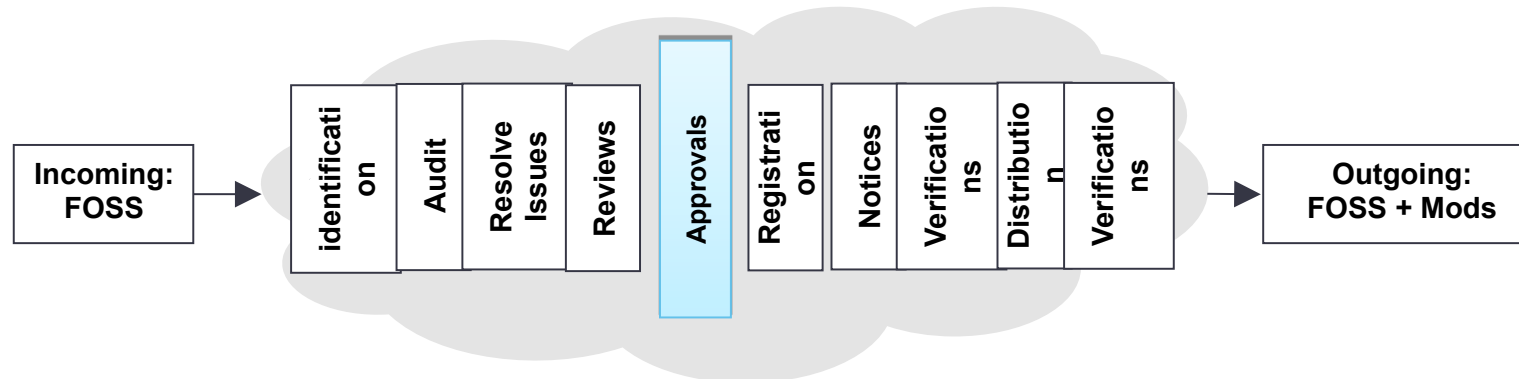 Incoming:
FOSS
identificati
on
Audit
Resolve
Issues
Reviews
Approvals
Registrati
on
Notices
Verificatio
ns
Distributio
n
Verificatio
ns
Outgoing:
FOSS + Mods